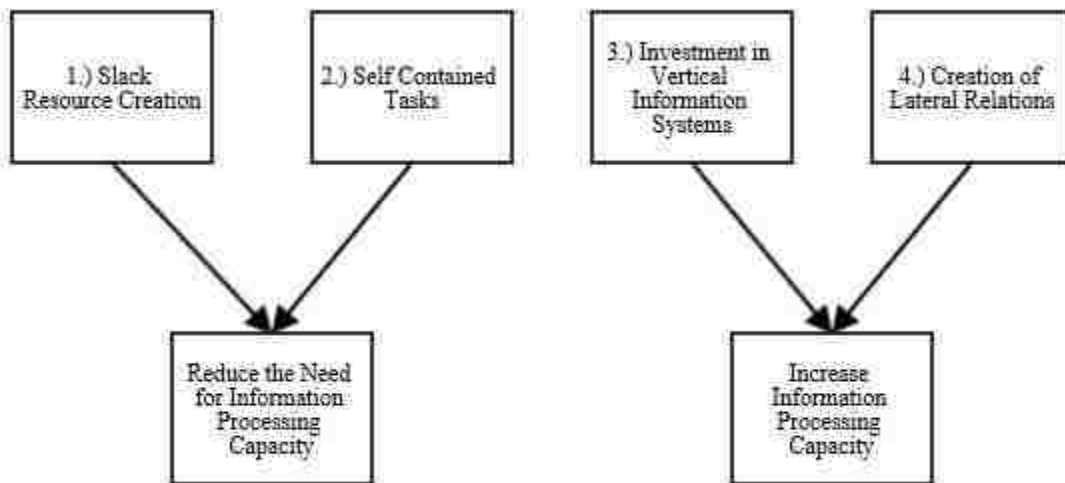 1.) Slack
Resource Creation
2.) Self Contained
Tasks
3.) Investment in
Vertical
Information
Systems
4.) Creation of
Lateral Relations
Reduce the Need
for Information
Processing
Capacity
Increase
Information
Processing
Capacity